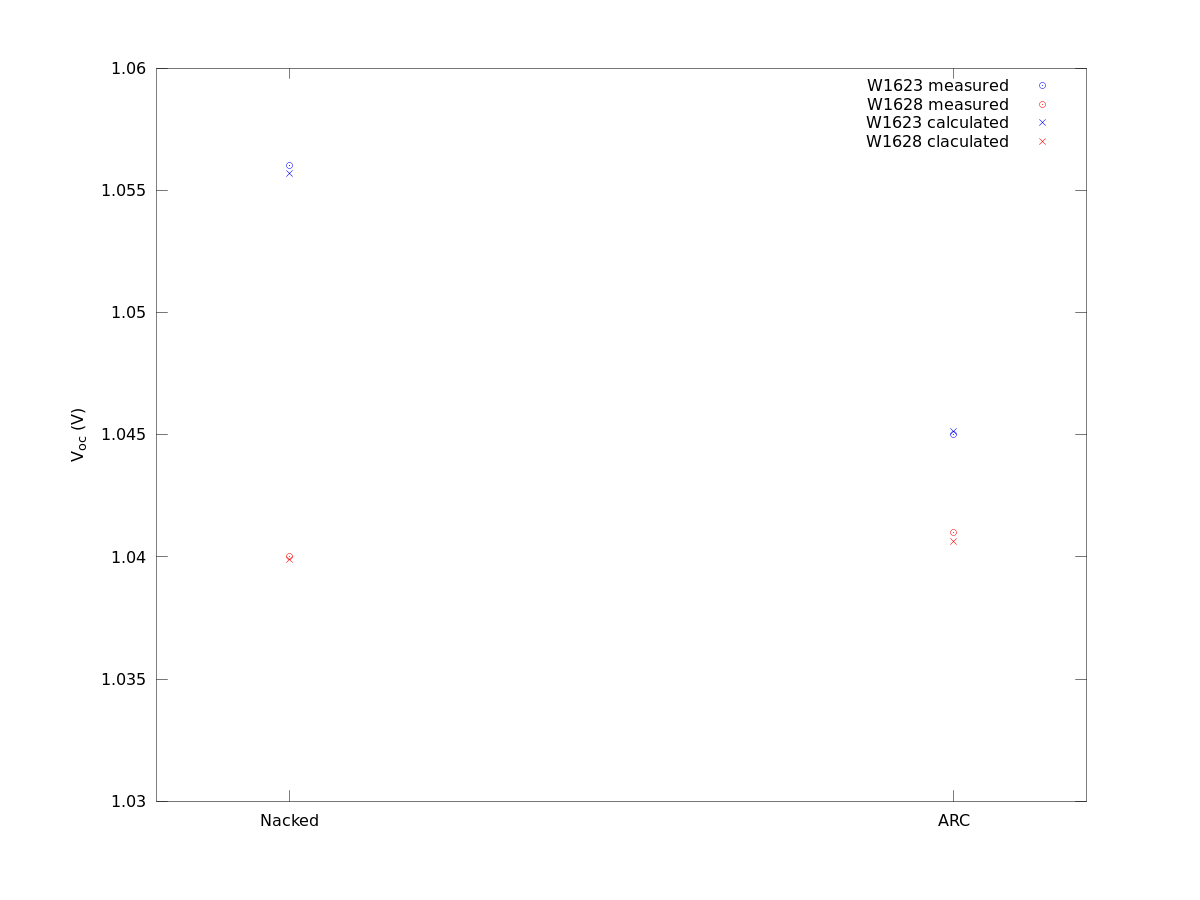 1.06
W1623 measured
W1628 measured
W1623 calculated
W1628 claculated
1.055
1.05
1.045
Voc (V)
1.04
1.035
1.03
Nacked ARC